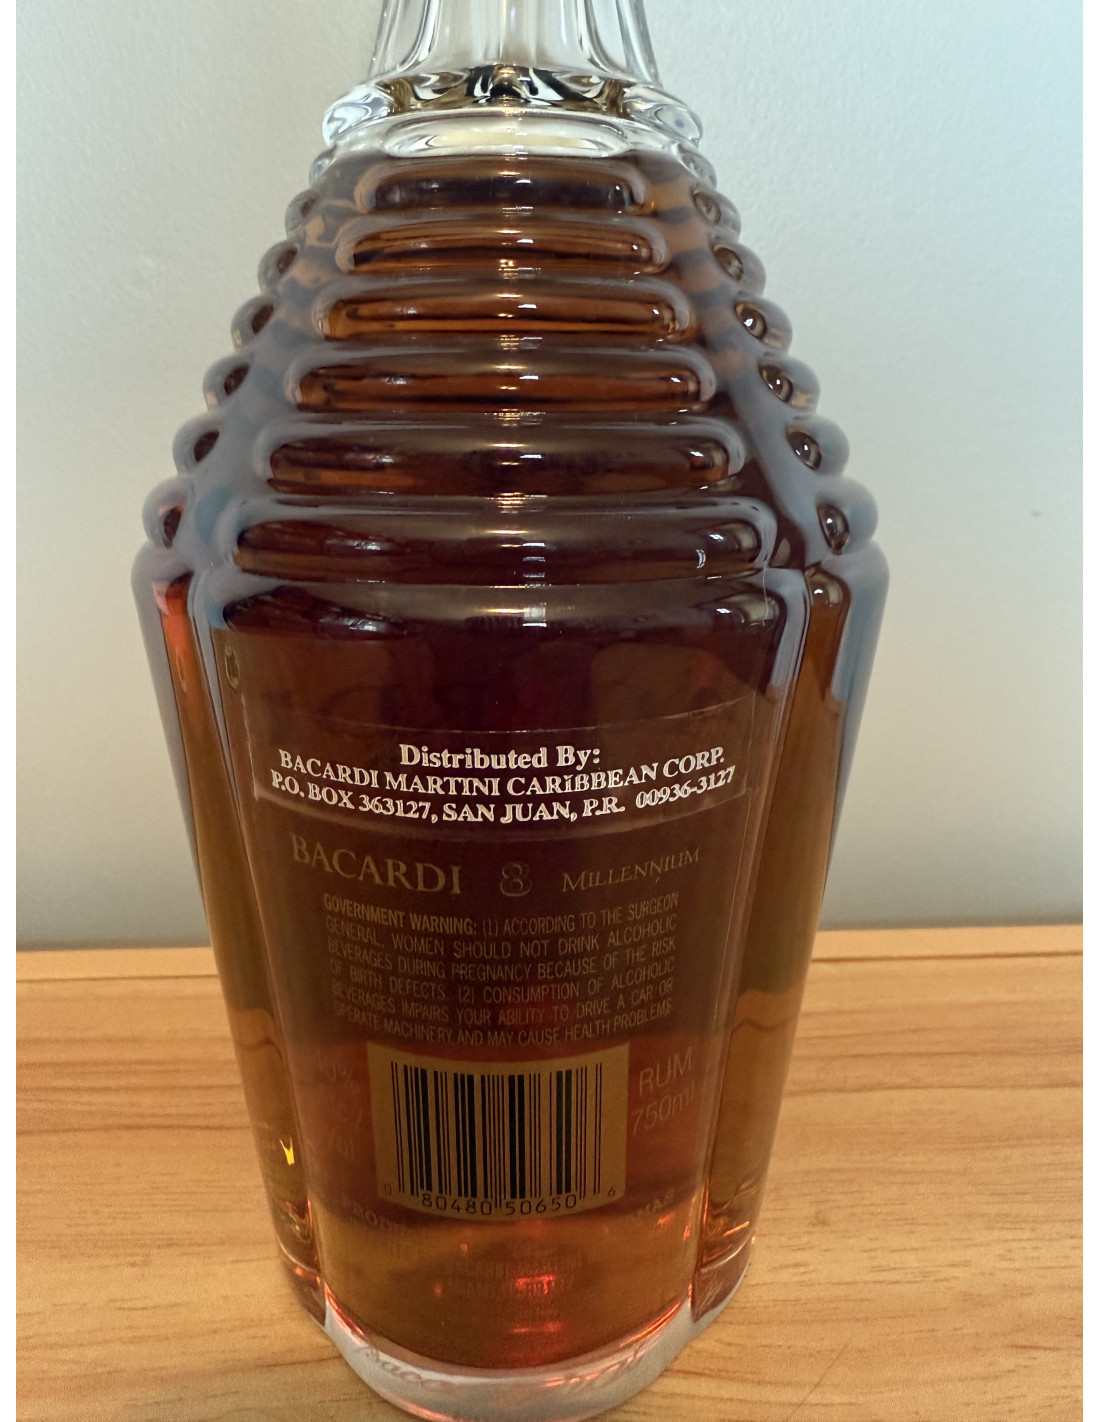 Distributed By:
BACARDI MARTINI CARIBBEAN CORP.
P.O. BOX 363127, SAN JUAN, P.R. 00936-3127
BACARDI 8 MILLENNIUM
GOVERNMENT WARNING: (1) ACCORDING TO THE SURGEON
GENERAL, WOMEN SHOULD NOT DRINK ALCOHOLIC
BEVERAGES DURING PREGNANCY BECAUSE OF THE RISK
OF BIRTH DEFECTS. (2) CONSUMPTION OF ALCOHOLIC
BEVERAGES IMPAIRS YOUR ABILITY TO DRIVE A CAR OR
OPERATE MACHINERY, AND MAY CAUSE HEALTH PROBLEMS
RUM
750ml
0 80480 50650 6